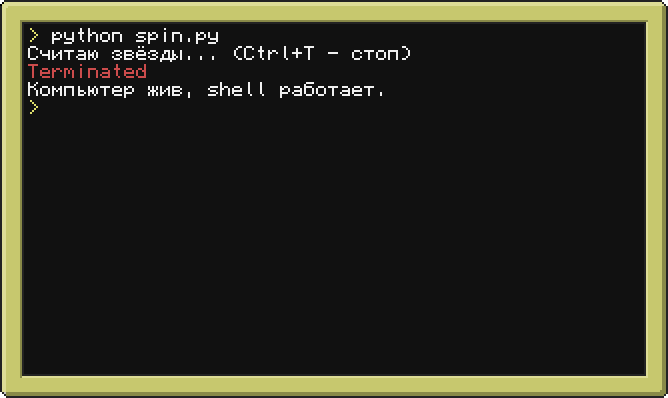 > python spin.py
Считаю звёзды... (Ctrl+T - стоп)
Terminated
Компьютер жив, shell работает.
>